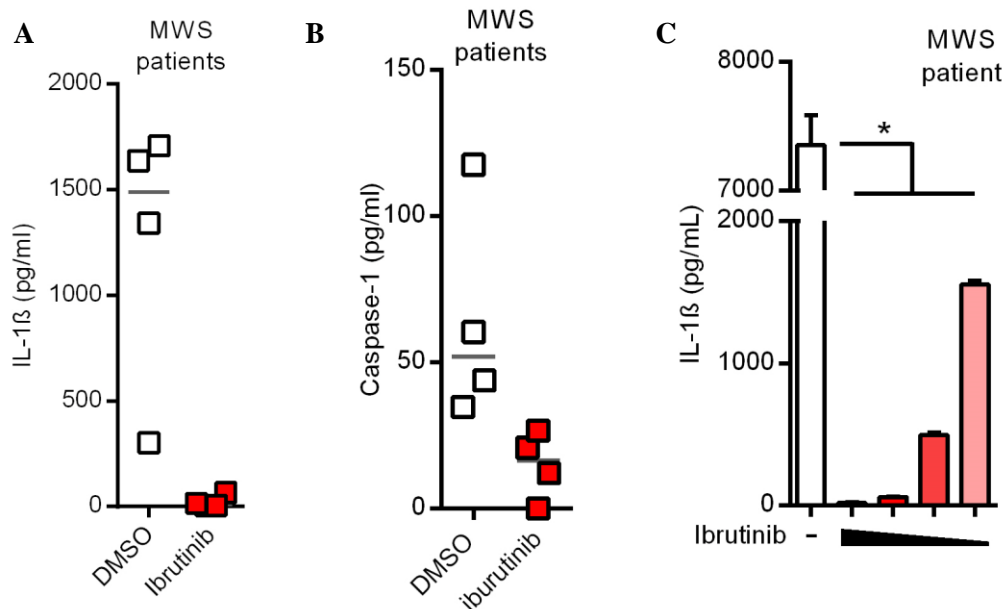 A
MWS
patients
2000
1500
1000
500
0
IL-1ß (pg/ml)
DMSO
Ibrutinib
B
MWS
patients
150
100
50
0
Caspase-1 (pg/ml)
DMSO
iburutinib
C
MWS
patient
8000
7000
2000
1000
0
IL-1ß (pg/mL)
*
Ibrutinib -